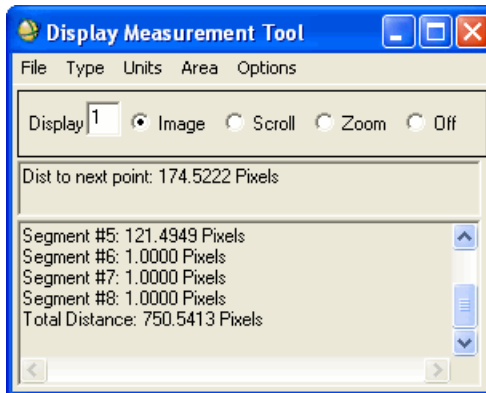 Display Measurement Tool
File Type Units Area Options
Display 1 Image Scroll Zoom Off
Dist to next point: 174.5222 Pixels
Segment #5: 121.4949 Pixels
Segment #6: 1.0000 Pixels
Segment #7: 1.0000 Pixels
Segment #8: 1.0000 Pixels
Total Distance: 750.5413 Pixels